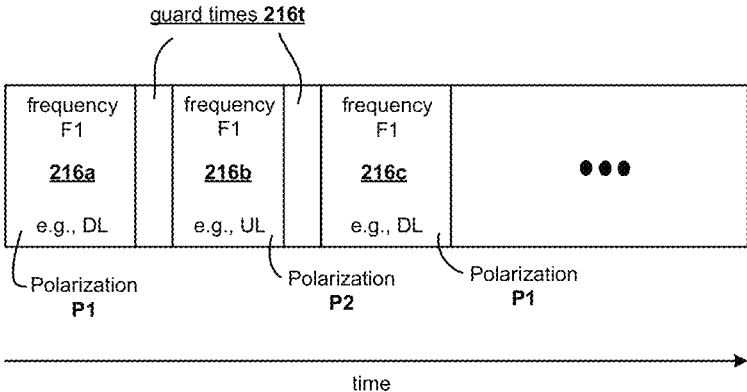 guard times 216t
frequency F1
216a
e.g., DL
frequency F1
216b
e.g., UL
frequency F1
216c
e.g., DL
Polarization P1
Polarization P2
Polarization P1
time